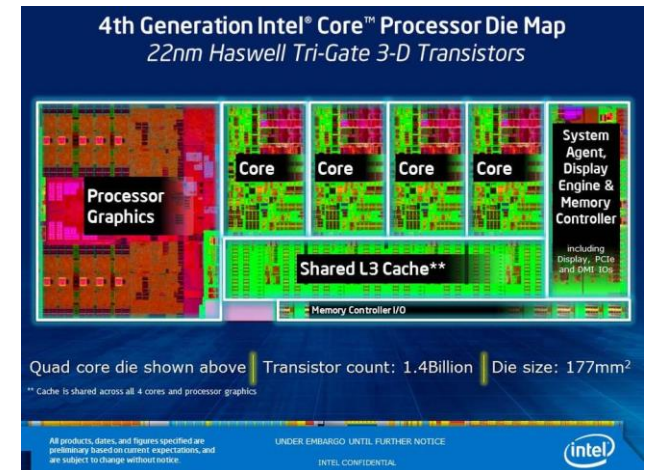 4th Generation Intel® Core™ Processor Die Map
22nm Haswell Tri-Gate 3-D Transistors
Processor
Graphics
Core
Core
Core
Core
System
Agent,
Display
Engine &
Memory
Controller
including
Display, PCIe
and DMI IOs
Shared L3 Cache**
Memory Controller I/O
Quad core die shown above Transistor count: 1.4Billion Die size: 177mm²
** Cache is shared across all 4 cores and processor graphics
All products, dates, and figures specified are
preliminary based on current expectations, and
are subject to change without notice.
UNDER EMBARGO UNTIL FURTHER NOTICE
INTEL CONFIDENTIAL
intel